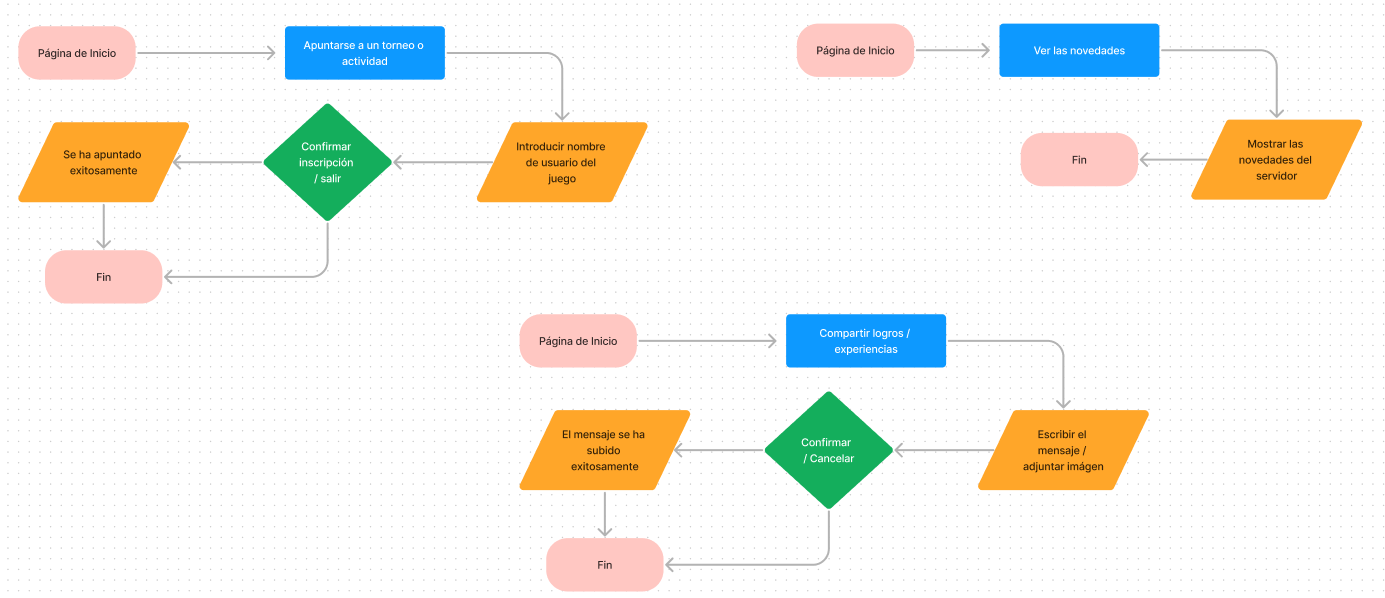 Página de Inicio
Apuntarse a un torneo o
actividad
Introducir nombre
de usuario del
juego
Confirmar
inscripción
/ salir
Se ha apuntado
exitosamente
Fin
Página de Inicio
Ver las novedades
Mostrar las
novedades del
servidor
Fin
Página de Inicio
Compartir logros /
experiencias
Escribir el
mensaje /
adjuntar imágen
Confirmar
/ Cancelar
El mensaje se ha
subido
exitosamente
Fin